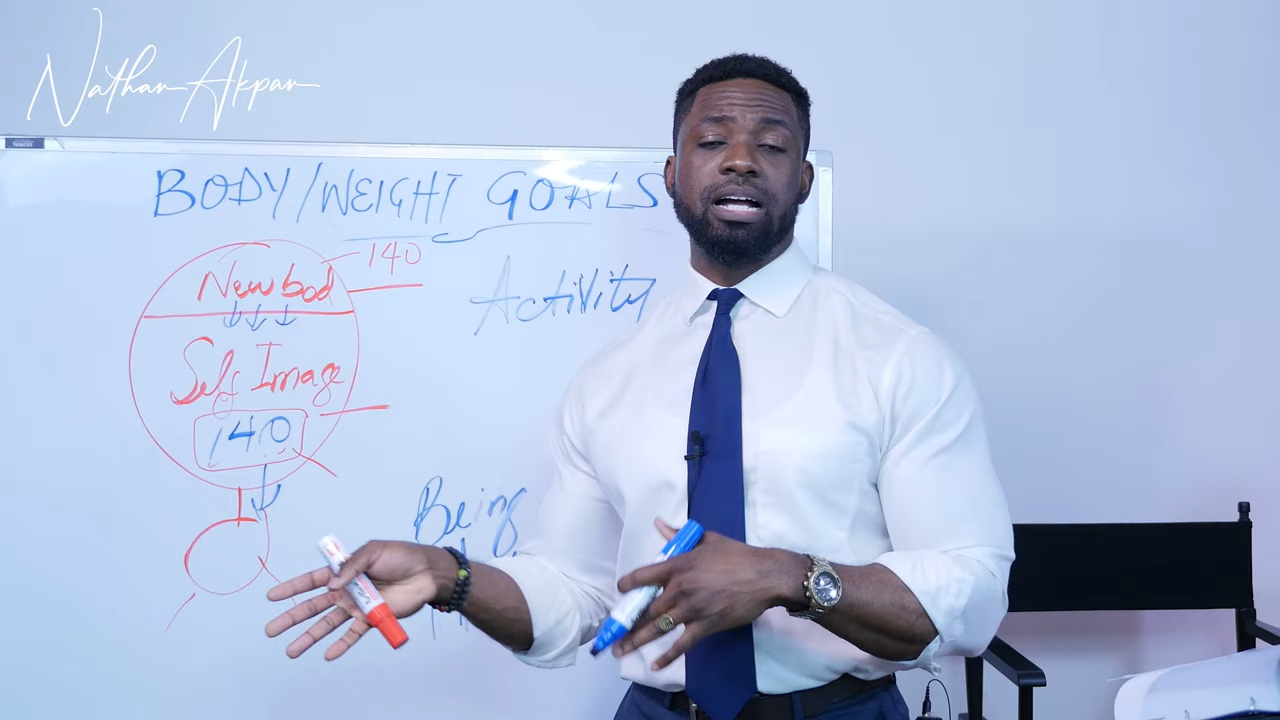 Nathan Akpan
BODY/WEIGHT GOALS
New bod
140
Activity
Self Image
140
Being